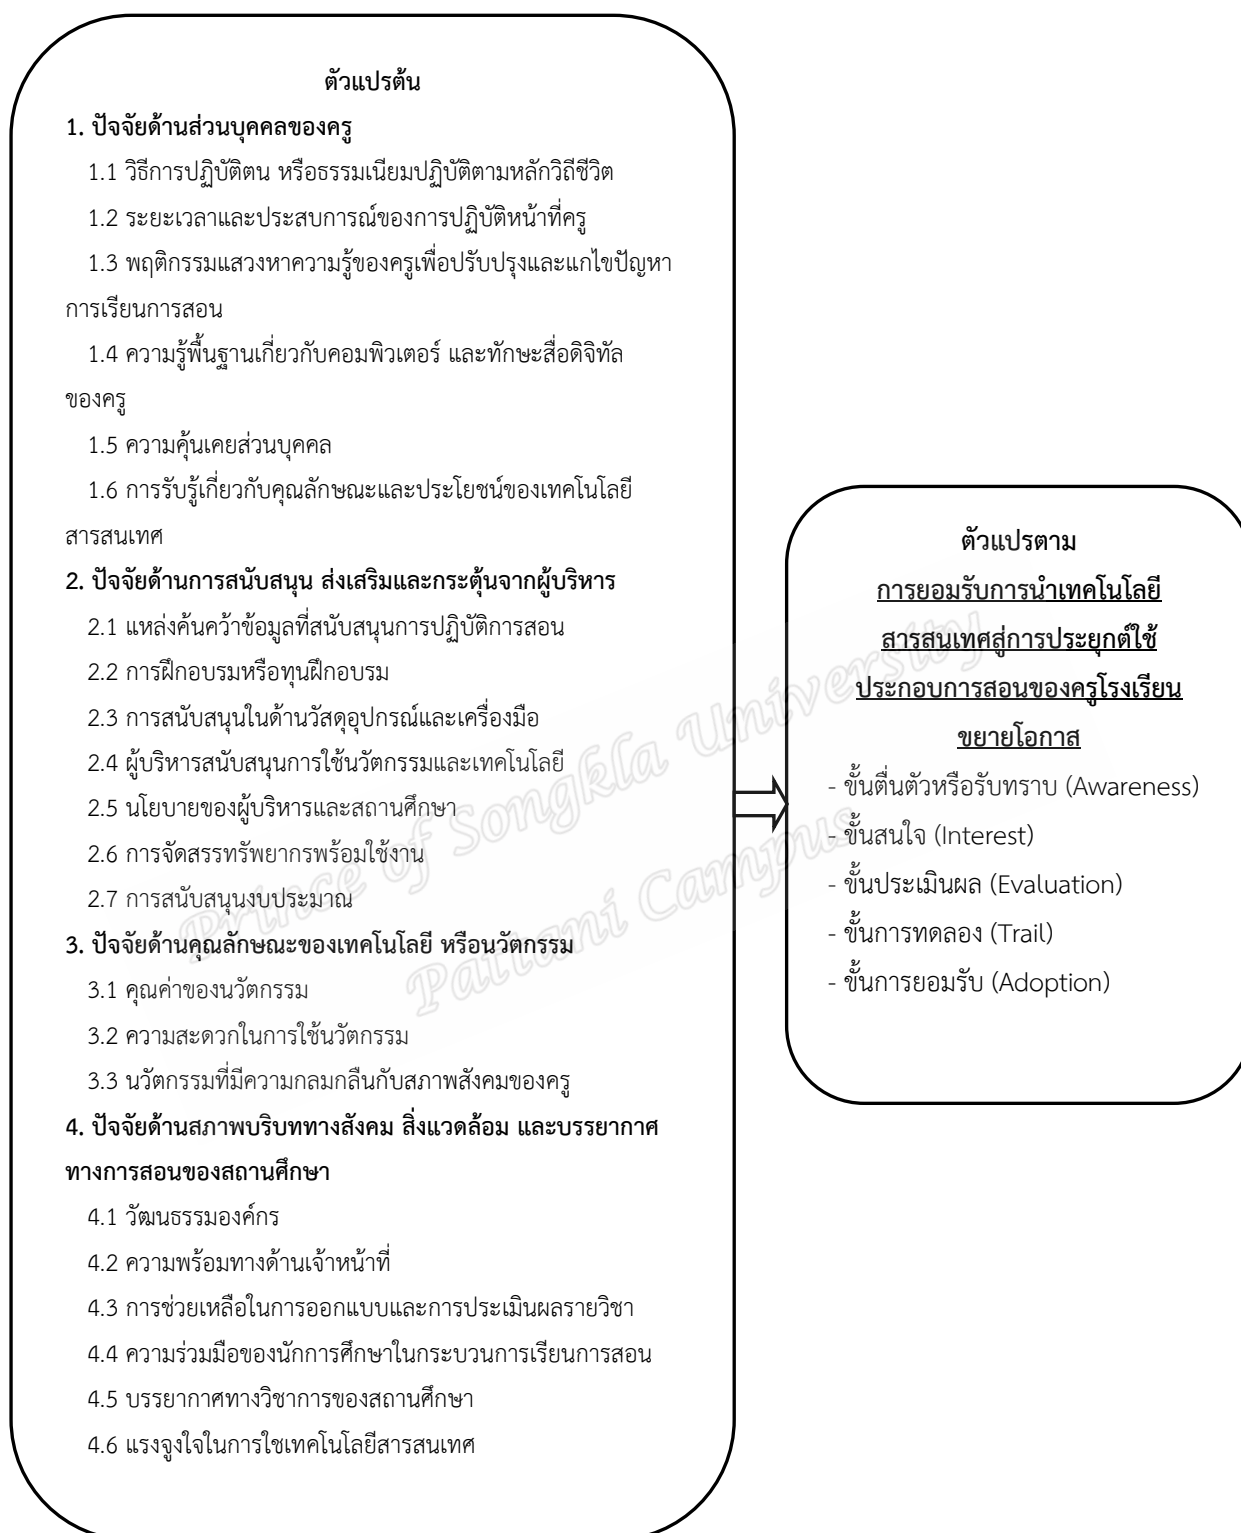 ตัวแปรต้น
1. ปัจจัยด้านส่วนบุคคลของครู
1.1 วิธีการปฏิบัติตน หรือธรรมเนียมปฏิบัติตามหลักวิถีชีวิต
1.2 ระยะเวลาและประสบการณ์ของการปฏิบัติหน้าที่ครู
1.3 พฤติกรรมแสวงหาความรู้ของครูเพื่อปรับปรุงและแกไขปัญหา
การเรียนการสอน
1.4 ความรู้พื้นฐานเกี่ยวกับคอมพิวเตอร์ และทักษะสื่อดิจิทัล
ของครู
1.5 ความคุ้นเคยส่วนบุคคล
1.6 การรับรู้เกี่ยวกับคุณลักษณะและประโยชน์ของเทคโนโลยี
สารสนเทศ
2. ปัจจัยด้านการสนับสนุน ส่งเสริมและกระตุ้นจากผู้บริหาร
2.1 แหล่งค้นคว้าข้อมูลที่สนับสนุนการปฏิบัติการสอน
2.2 การฝึกอบรมหรือทุนฝึกอบรม
2.3 การสนับสนุนในด้านวัสดุอุปกรณ์และเครื่องมือ
2.4 ผู้บริหารสนับสนุนการใช้นวัตกรรมและเทคโนโลยี
2.5 นโยบายของผู้บริหารและสถานศึกษา
2.6 การจัดสรรทรัพยากรพร้อมใช้งาน
2.7 การสนับสนุนงบประมาณ
3. ปัจจัยด้านคุณลักษณะของเทคโนโลยี หรือนวัตกรรม
3.1 คุณค่าของนวัตกรรม
3.2 ความสะดวกในการใช้นวัตกรรม
3.3 นวัตกรรมที่มีความกลมกลืนกับสภาพสังคมของครู
4. ปัจจัยด้านสภาพบริบททางสังคม สิ่งแวดล้อม และบรรยากาศ
ทางการสอนของสถานศึกษา
4.1 วัฒนธรรมองค์กร
4.2 ความพร้อมทางด้านเจ้าหน้าที่
4.3 การช่วยเหลือในการออกแบบและการประเมินผลรายวิชา
4.4 ความร่วมมือของนักการศึกษาในกระบวนการเรียนการสอน
4.5 บรรยากาศทางวิชาการของสถานศึกษา
4.6 แรงจูงใจในการใชเทคโนโลยีสารสนเทศ
ตัวแปรตาม
การยอมรับการนำเทคโนโลยี
สารสนเทศสู่การประยุกต์ใช้
ประกอบการสอนของครูโรงเรียน
ขยายโอกาส
- ขั้นตื่นตัวหรือรับทราบ (Awareness)
- ขั้นสนใจ (Interest)
- ขั้นประเมินผล (Evaluation)
- ขั้นการทดลอง (Trail)
- ขั้นการยอมรับ (Adoption)
Prince of Songkla University
Pattani Campus